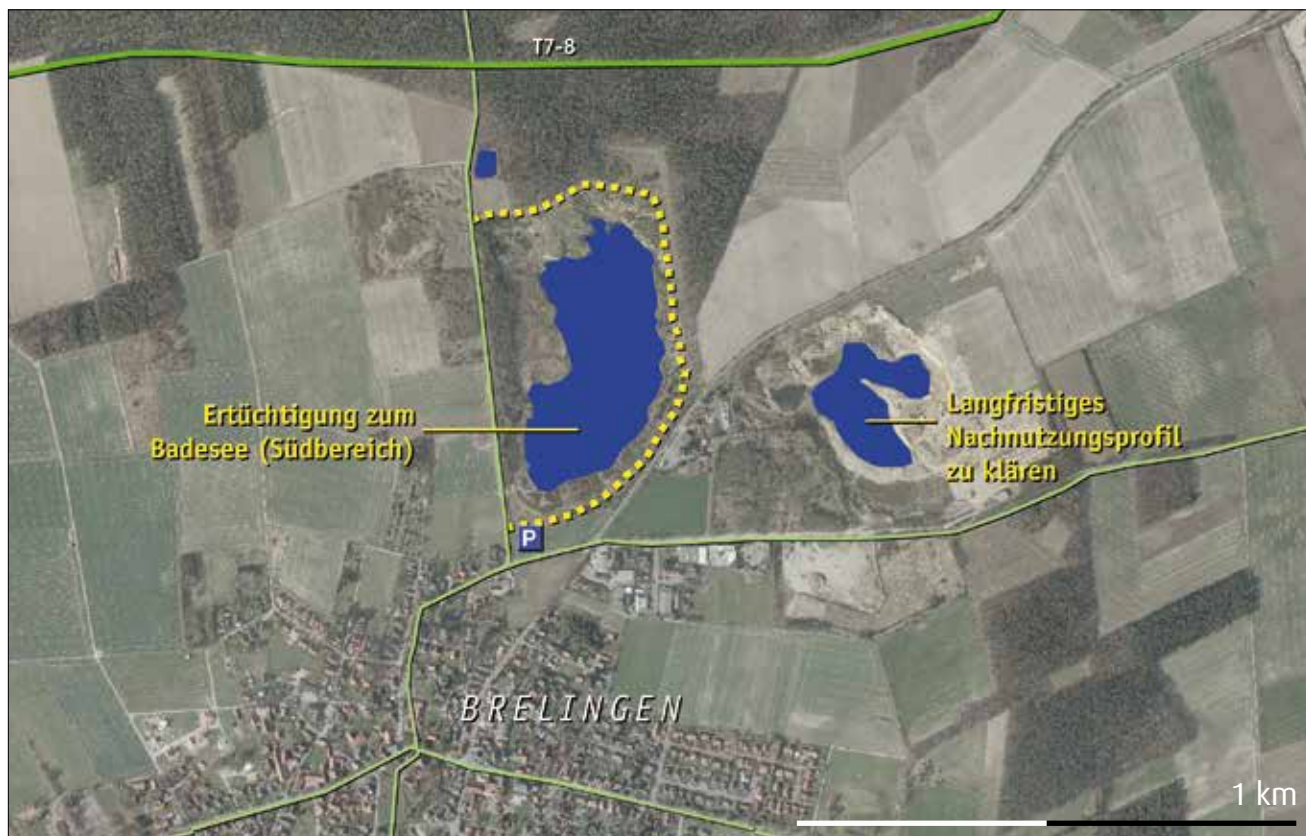 T7-8
Ertüchtigung zum
Badesee (Südbereich)
Langfristiges
Nachnutzungsprofil
zu klären
P
BRELINGEN
1 km